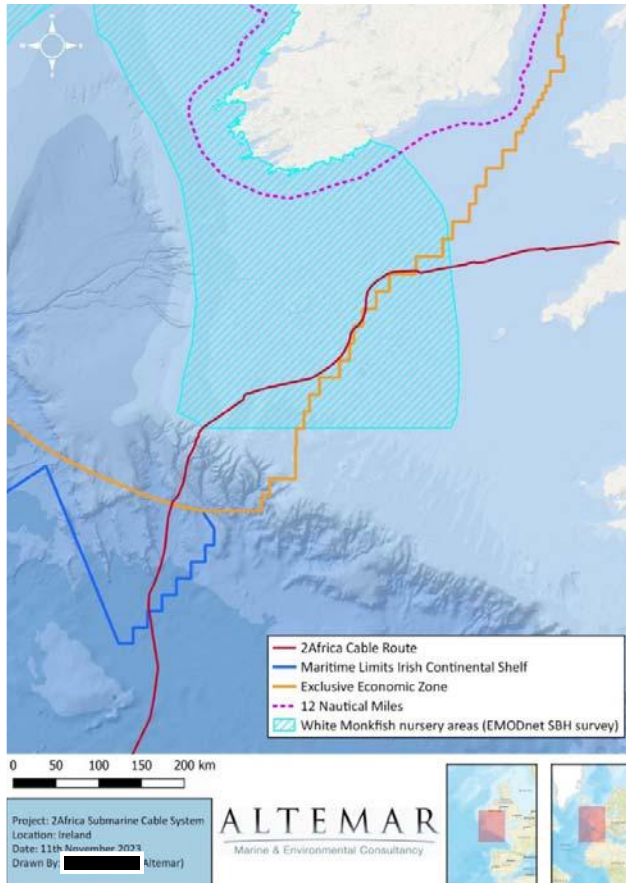 2Africa Cable Route
Maritime Limits Irish Continental Shelf
Exclusive Economic Zone
12 Nautical Miles
White Monkfish nursery areas (EMODnet SBH survey)
0 50 100 150 200 km
Project: 2Africa Submarine Cable System
Location: Ireland
Date: 11th November 2023
Drawn By: Altemar)
ALTEMAR
Marine & Environmental Consultancy